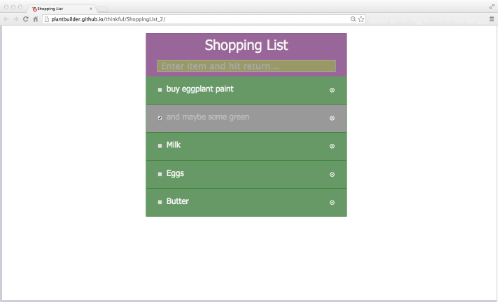 Shopping List
plantbuilder.github.io/thinkful/ShoppingList_2/
Shopping List
Enter item and hit return...
buy eggplant paint
and maybe some green
Milk
Eggs
Butter